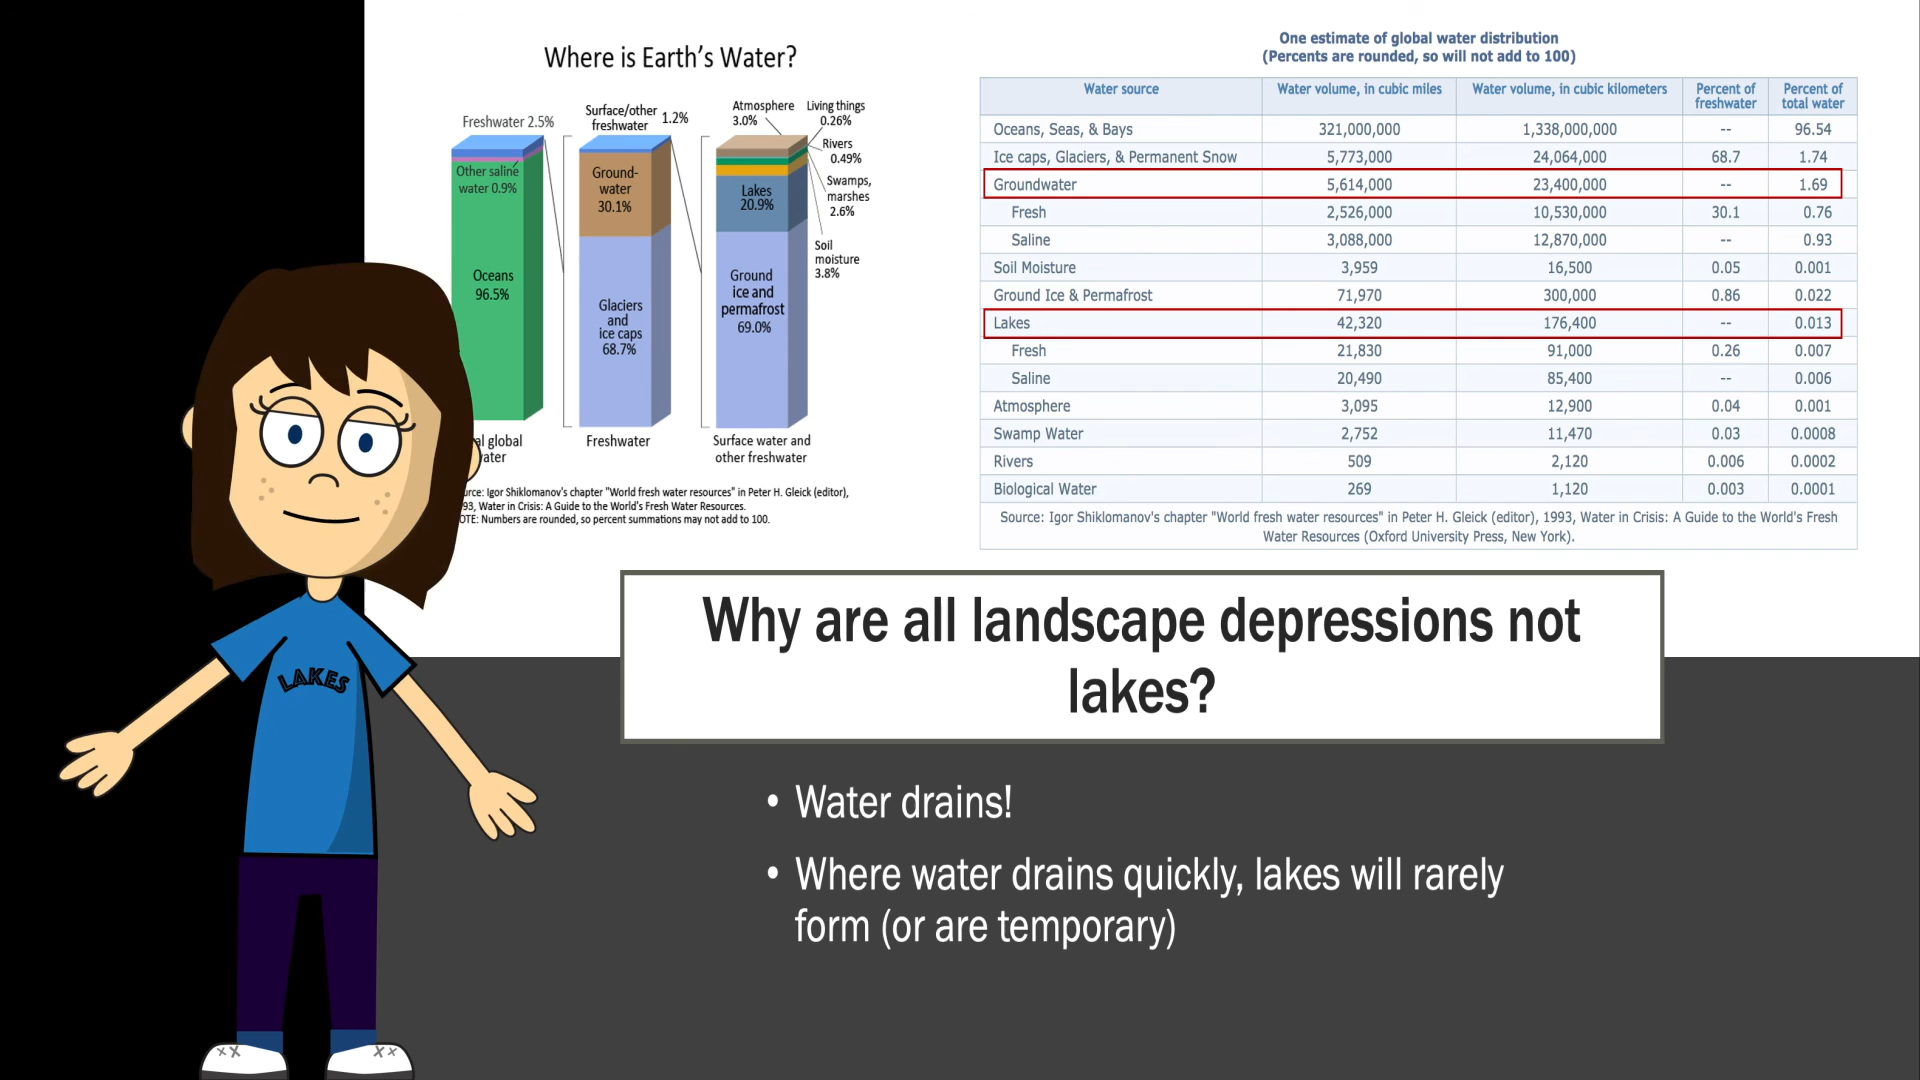 Where is Earth's Water?
Freshwater 2.5%
Other saline
water 0.9%
Oceans
96.5%
al global
ater
Surface/other
freshwater
1.2%
Ground-
water
30.1%
Glaciers
and
ice caps
68.7%
Freshwater
Atmosphere
3.0%
Living things
0.26%
Rivers
0.49%
Swamps,
marshes
2.6%
Soil
moisture
3.8%
Lakes
20.9%
Ground
ice and
permafrost
69.0%
Surface water and
other freshwater
urce: Igor Shiklomanov's chapter "World fresh water resources" in Peter H. Gleick (editor),
93, Water in Crisis: A Guide to the World's Fresh Water Resources.
OTE: Numbers are rounded, so percent summations may not add to 100.
One estimate of global water distribution
(Percents are rounded, so will not add to 100)
Water source Water volume, in cubic miles Water volume, in cubic kilometers Percent of freshwater Percent of total water
Oceans, Seas, & Bays 321,000,000 1,338,000,000 -- 96.54
Ice caps, Glaciers, & Permanent Snow 5,773,000 24,064,000 68.7 1.74
Groundwater 5,614,000 23,400,000 -- 1.69
Fresh 2,526,000 10,530,000 30.1 0.76
Saline 3,088,000 12,870,000 -- 0.93
Soil Moisture 3,959 16,500 0.05 0.001
Ground Ice & Permafrost 71,970 300,000 0.86 0.022
Lakes 42,320 176,400 -- 0.013
Fresh 21,830 91,000 0.26 0.007
Saline 20,490 85,400 -- 0.006
Atmosphere 3,095 12,900 0.04 0.001
Swamp Water 2,752 11,470 0.03 0.0008
Rivers 509 2,120 0.006 0.0002
Biological Water 269 1,120 0.003 0.0001
Source: Igor Shiklomanov's chapter "World fresh water resources" in Peter H. Gleick (editor), 1993, Water in Crisis: A Guide to the World's Fresh
Water Resources (Oxford University Press, New York).
LAKES
Why are all landscape depressions not
lakes?
• Water drains!
• Where water drains quickly, lakes will rarely
form (or are temporary)